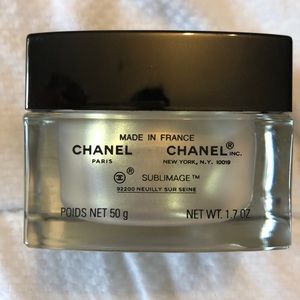 MADE IN FRANCE
CHANEL CHANEL® INC.
PARIS NEW YORK, N.Y. 10019
® SUBLIMAGE™
92200 NEUILLY SUR SEINE
POIDS NET 50 g NET WT. 1.7 OZ